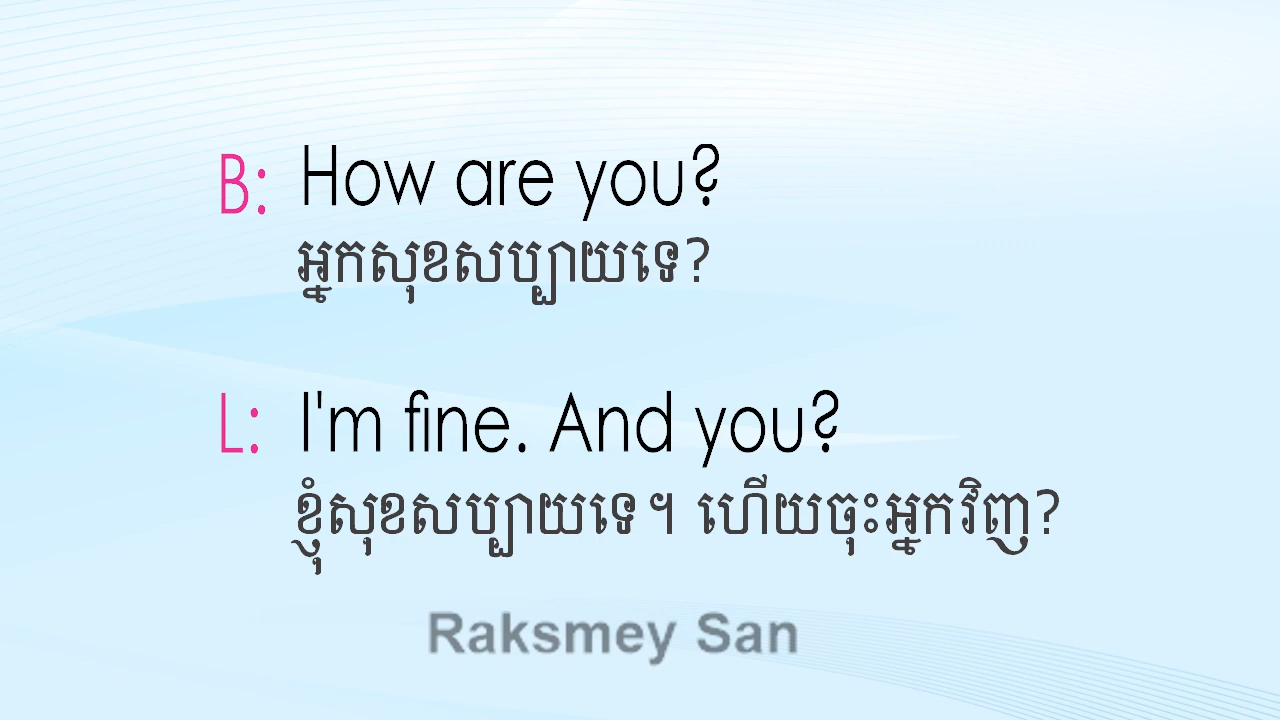 B: How are you?
អ្នកសុខសប្បាយទេ?
L: I'm fine. And you?
ខ្ញុំសុខសប្បាយទេ។ ហើយចុះអ្នកវិញ?
Raksmey San